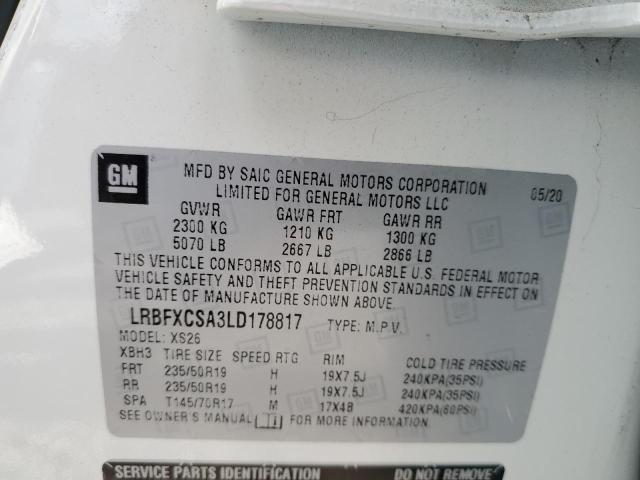 GM
MFD BY SAIC GENERAL MOTORS CORPORATION 05/20
LIMITED FOR GENERAL MOTORS LLC
GVWR GAWR FRT GAWR RR
2300 KG 1210 KG 1300 KG
5070 LB 2667 LB 2866 LB
THIS VEHICLE CONFORMS TO ALL APPLICABLE U.S. FEDERAL MOTOR
VEHICLE SAFETY AND THEFT PREVENTION STANDARDS IN EFFECT ON
THE DATE OF MANUFACTURE SHOWN ABOVE.
LRBFXCSA3LD178817 TYPE: M.P.V.
MODEL: XS26
XBH3 TIRE SIZE SPEED RTG RIM COLD TIRE PRESSURE
FRT 235/50R19 H 19X7.5J 240KPA(35PSI)
RR 235/50R19 H 19X7.5J 240KPA(35PSI)
SPA T145/70R17 M 17X4B 420KPA(60PSI)
SEE OWNER'S MANUAL FOR MORE INFORMATION.
SERVICE PARTS IDENTIFICATION DO NOT REMOVE